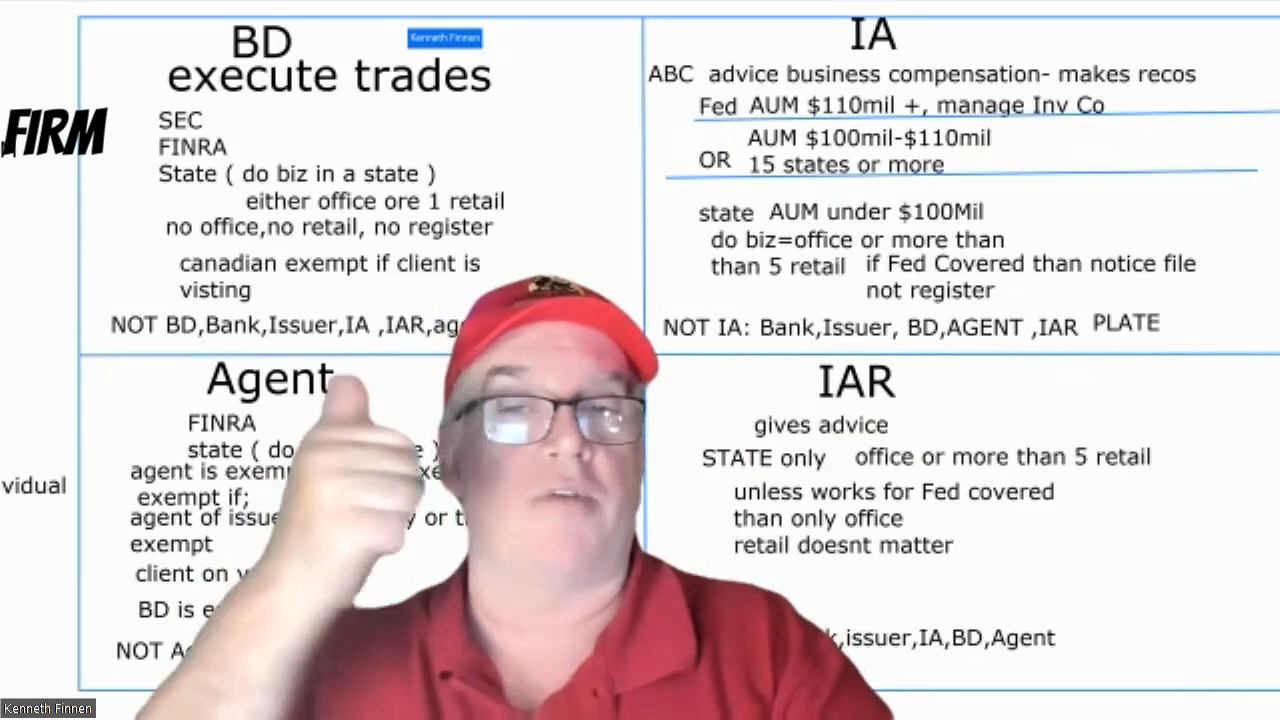 BD
Kenneth Finnen
execute trades
FIRM
SEC
FINRA
State ( do biz in a state )
either office ore 1 retail
no office,no retail, no register
canadian exempt if client is
visting
NOT BD,Bank,Issuer,IA ,IAR,ag
IA
ABC advice business compensation- makes recos
Fed AUM $110mil +, manage Inv Co
AUM $100mil-$110mil
OR 15 states or more
state AUM under $100Mil
do biz=office or more than
than 5 retail if Fed Covered than notice file
not register
NOT IA: Bank,Issuer, BD,AGENT ,IAR PLATE
vidual
Agent
FINRA
state ( do e )
agent is exem
exempt if;
agent of issue y or t
exempt
client on v
BD is e
NOT A
IAR
gives advice
STATE only office or more than 5 retail
unless works for Fed covered
than only office
retail doesnt matter
k,issuer,IA,BD,Agent
Kenneth Finnen